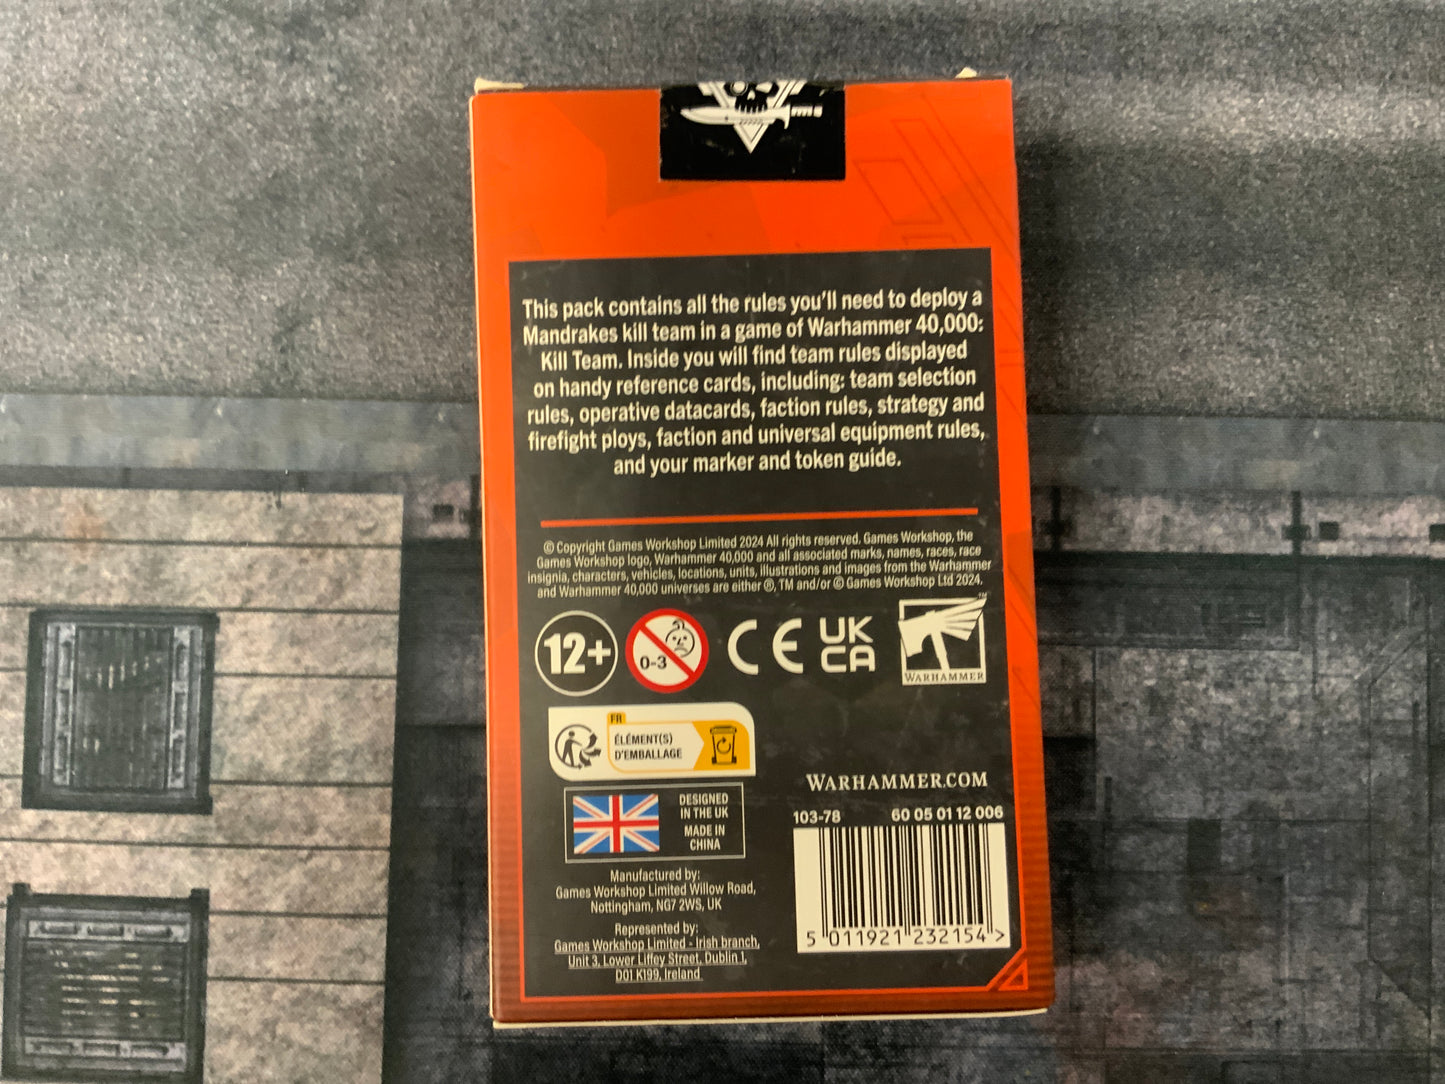 This pack contains all the rules you'll need to deploy a
Mandrakes kill team in a game of Warhammer 40,000:
Kill Team. Inside you will find team rules displayed
on handy reference cards, including: team selection
rules, operative datacards, faction rules, strategy and
firefight ploys, faction and universal equipment rules,
and your marker and token guide.
© Copyright Games Workshop Limited 2024 All rights reserved. Games Workshop, the
Games Workshop logo, Warhammer 40,000 and all associated marks, names, races, race
insignia, characters, vehicles, locations, units, illustrations and images from the Warhammer
and Warhammer 40,000 universes are either ®, TM and/or © Games Workshop Ltd 2024.
12+
0-3
CE
UK
CA
TM
WARHAMMER
FR
ÉLÉMENT(S)
D'EMBALLAGE
DESIGNED
IN THE UK
MADE IN
CHINA
Manufactured by:
Games Workshop Limited Willow Road,
Nottingham, NG7 2WS, UK
Represented by:
Games Workshop Limited - Irish branch,
Unit 3, Lower Liffey Street, Dublin 1,
D01 K199, Ireland
WARHAMMER.COM
103-78 60 05 01 12 006
5 011921 232154 >